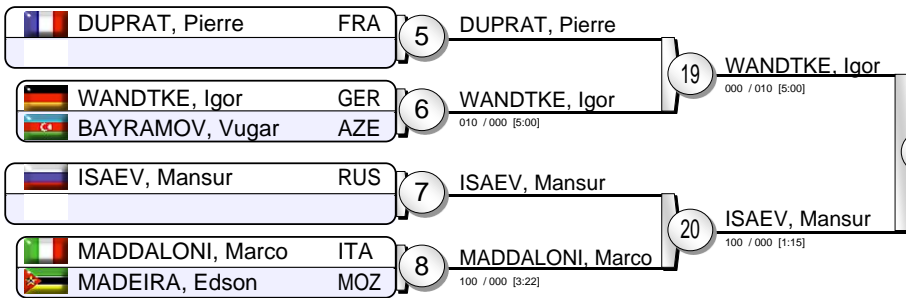 DUPRAT, Pierre FRA
5
DUPRAT, Pierre
19
WANDTKE, Igor
000 / 010 [5:00]
WANDTKE, Igor GER
BAYRAMOV, Vugar AZE
6
WANDTKE, Igor
010 / 000 [5:00]
ISAEV, Mansur RUS
7
ISAEV, Mansur
20
ISAEV, Mansur
100 / 000 [1:15]
MADDALONI, Marco ITA
MADEIRA, Edson MOZ
8
MADDALONI, Marco
100 / 000 [3:22]